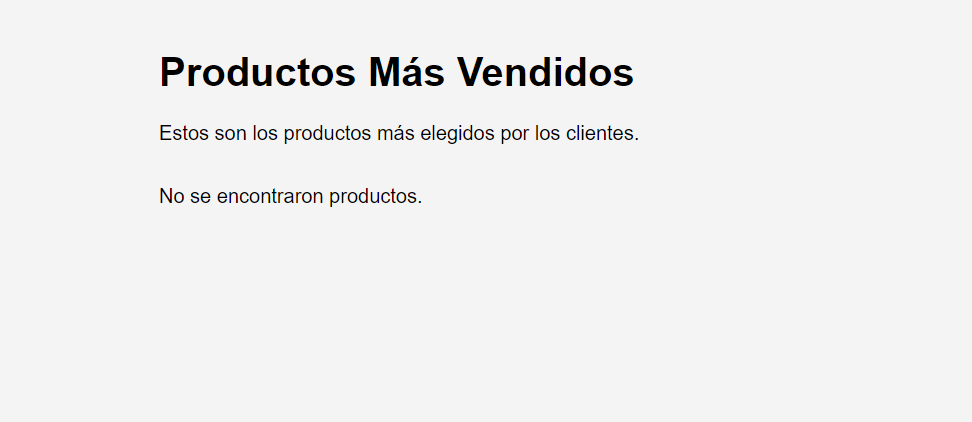 Productos Más Vendidos
Estos son los productos más elegidos por los clientes.
No se encontraron productos.